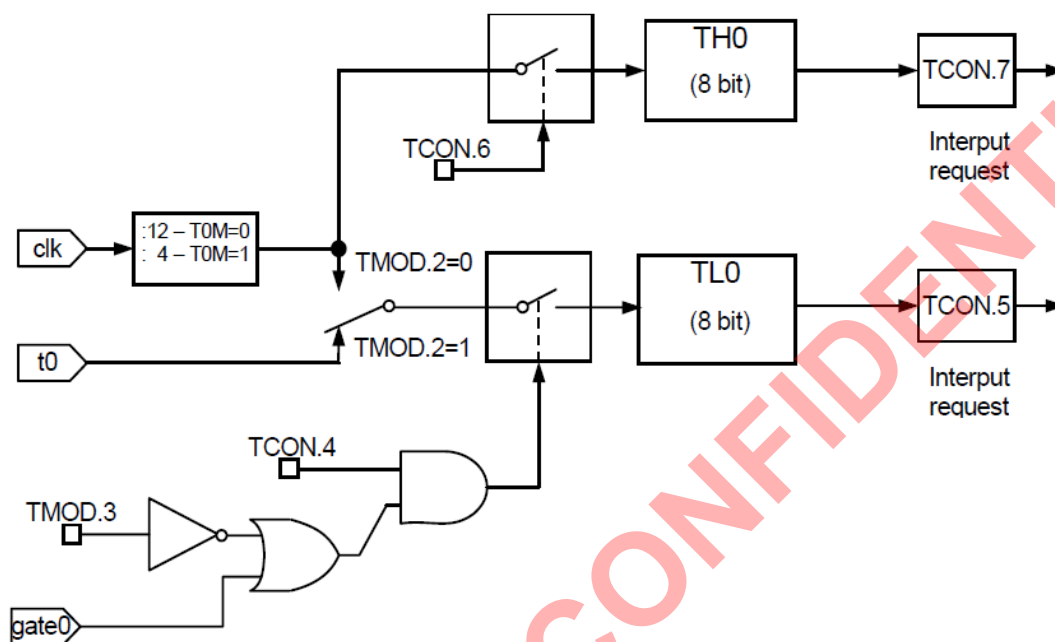 TH0
(8 bit)
TCON.7
TCON.6
Interput
request
clk
:12 – T0M=0
: 4 – T0M=1
TMOD.2=0
TL0
(8 bit)
TCON.5
t0
TMOD.2=1
Interput
request
TCON.4
TMOD.3
gate0
CONFIDENT